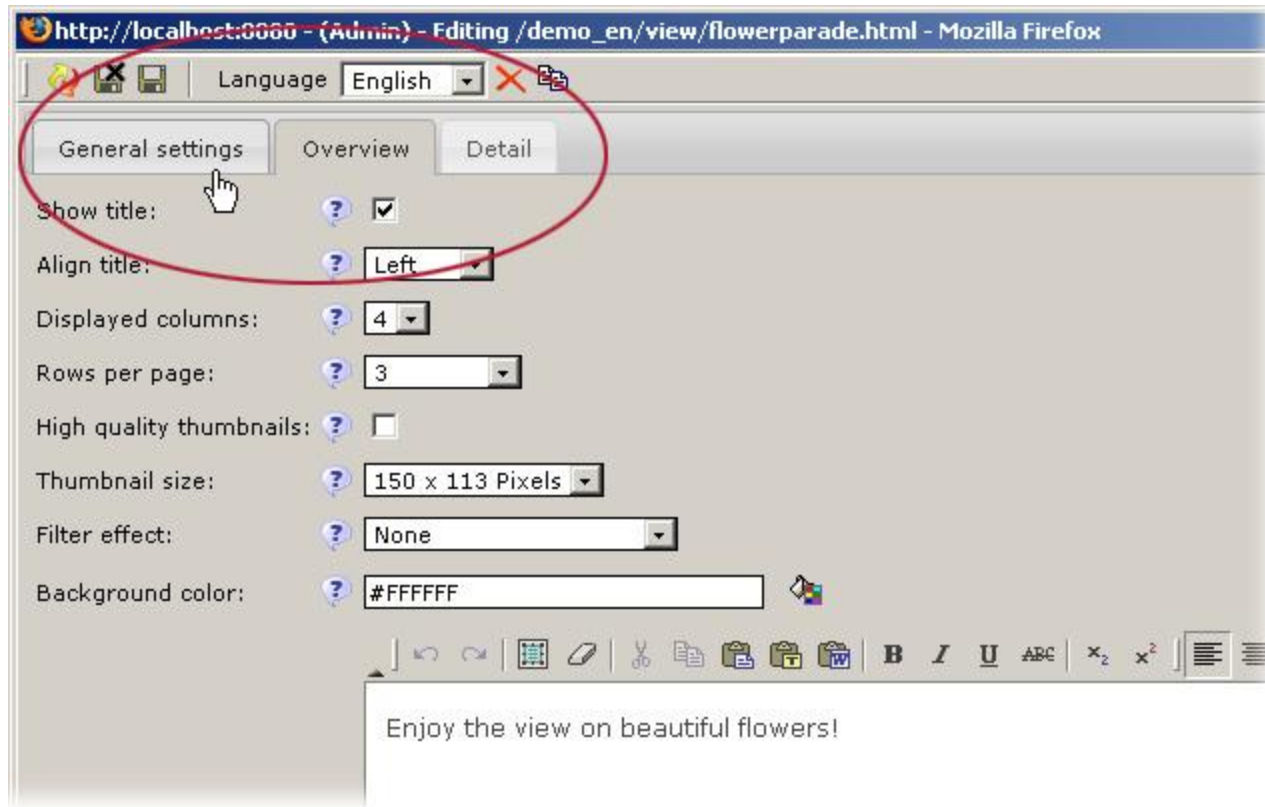 http://localhost:8080 - (Admin) - Editing /demo_en/view/flowerparade.html - Mozilla Firefox
Language English
General settings Overview Detail
Show title: ?
Align title: ? Left
Displayed columns: ? 4
Rows per page: ? 3
High quality thumbnails: ?
Thumbnail size: ? 150 x 113 Pixels
Filter effect: ? None
Background color: ? #FFFFFF
T W B I U ABC x₂ x²
Enjoy the view on beautiful flowers!